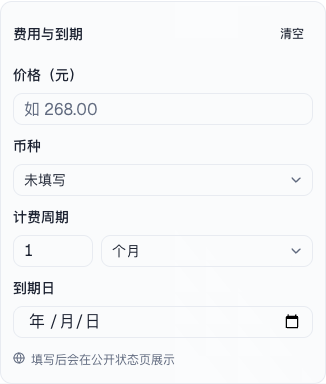 费用与到期 清空
价格（元）
如 268.00
币种
未填写
计费周期
1 个月
到期日
年 /月/日
填写后会在公开状态页展示